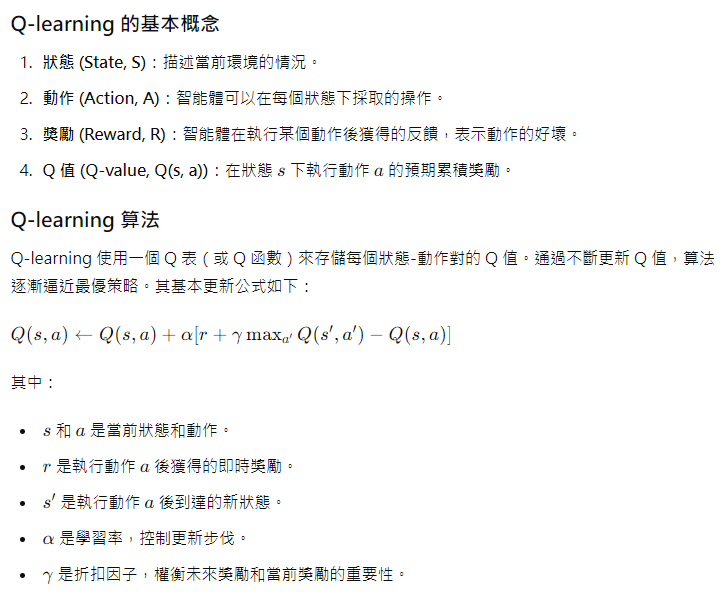 Q-learning 的基本概念
1. 狀態 (State, S)：描述當前環境的情況。
2. 動作 (Action, A)：智能體可以在每個狀態下採取的操作。
3. 獎勵 (Reward, R)：智能體在執行某個動作後獲得的反饋，表示動作的好壞。
4. Q 值 (Q-value, Q(s, a))：在狀態 s 下執行動作 a 的預期累積獎勵。
Q-learning 算法
Q-learning 使用一個 Q 表（或 Q 函數）來存儲每個狀態-動作對的 Q 值。通過不斷更新 Q 值，算法
逐漸逼近最優策略。其基本更新公式如下：
Q(s, a) ← Q(s, a) + α[r + γ maxₐ′ Q(s′, a′) − Q(s, a)]
其中：
• s 和 a 是當前狀態和動作。
• r 是執行動作 a 後獲得的即時獎勵。
• s′ 是執行動作 a 後到達的新狀態。
• α 是學習率，控制更新步伐。
• γ 是折扣因子，權衡未來獎勵和當前獎勵的重要性。